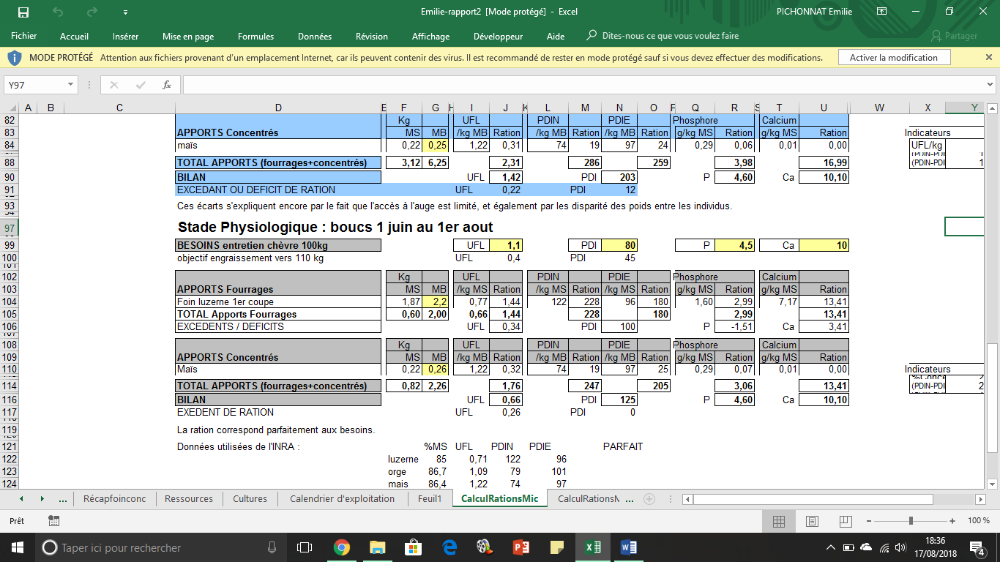 Emilie-rapport2 [Mode protégé] - Excel PICHONNAT Emilie
Fichier Accueil Insérer Mise en page Formules Données Révision Affichage Développeur Aide Dites-nous ce que vous voulez faire Partager
MODE PROTÉGÉ Attention aux fichiers provenant d'un emplacement Internet, car ils peuvent contenir des virus. Il est recommandé de rester en mode protégé sauf si vous devez effectuer des modifications. Activer la modification
Y97 fx
A B C D E F G H I J K L M N O P Q R S T U W X Y
82 Kg UFL PDIN PDIE Phosphore Calcium
83 APPORTS Concentrés MS MB /kg MB Ration /kg MB Ration /kg MB Ration g/kg MS Ration g/kg MS Ration Indicateurs
84 maïs 0,22 0,25 1,22 0,31 74 19 97 24 0,29 0,06 0,01 0,00 UFL/kg
88 TOTAL APPORTS (fourrages+concentrés) 3,12 6,25 2,31 286 259 3,98 16,99 (PDIN-PDI 1
90 BILAN UFL 1,42 PDI 203 P 4,60 Ca 10,10
91 EXCEDANT OU DEFICIT DE RATION UFL 0,22 PDI 12
93 Ces écarts s'expliquent encore par le fait que l'accès à l'auge est limité, et également par les disparité des poids entre les individus.
97 Stade Physiologique : boucs 1 juin au 1er aout
99 BESOINS entretien chèvre 100kg UFL 1,1 PDI 80 P 4,5 Ca 10
100 objectif engraissement vers 110 kg UFL 0,4 PDI 45
102 Kg UFL PDIN PDIE Phosphore Calcium
103 APPORTS Fourrages MS MB /kg MS Ration /kg MS Ration /kg MS Ration g/kg MS Ration g/kg MS Ration
104 Foin luzerne 1er coupe 1,87 2,2 0,77 1,44 122 228 96 180 1,60 2,99 7,17 13,41
105 TOTAL Apports Fourrages 0,60 2,00 0,66 1,44 228 180 2,99 13,41
106 EXCEDENTS / DEFICITS UFL 0,34 PDI 100 P -1,51 Ca 3,41
108 Kg UFL PDIN PDIE Phosphore Calcium
109 APPORTS Concentrés MS MB /kg MB Ration /kg MB Ration /kg MB Ration g/kg MS Ration g/kg MS Ration
110 Maïs 0,22 0,26 1,22 0,32 74 19 97 25 0,29 0,07 0,01 0,00 Indicateurs
114 TOTAL APPORTS (fourrages+concentrés) 0,82 2,26 1,76 247 205 3,06 13,41 (PDIN-PDI 2
116 BILAN UFL 0,66 PDI 125 P 4,60 Ca 10,10
117 EXEDENT DE RATION UFL 0,26 PDI 0
119 La ration correspond parfaitement aux besoins.
121 Données utilisées de l'INRA : %MS UFL PDIN PDIE PARFAIT
122 luzerne 85 0,71 122 96
123 orge 86,7 1,09 79 101
124 mais 86,4 1,22 74 97
... Récapfoinconc Ressources Cultures Calendrier d'exploitation Feuil1 CalculRationsMic CalculRationsM ...
Prêt 100 %
Taper ici pour rechercher
18:36
17/08/2018
4